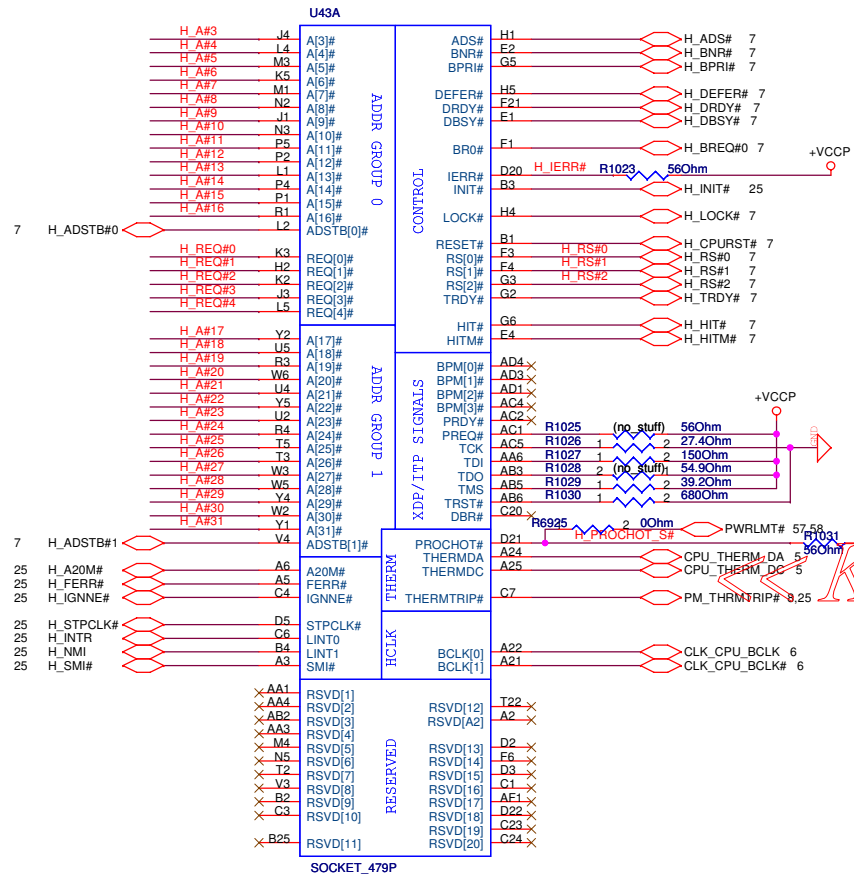 U43A
H_A#3 J4 A[3]# ADS# H1 H_ADS# 7
H_A#4 L4 A[4]# BNR# E2 H_BNR# 7
H_A#5 M3 A[5]# BPRI# G5 H_BPRI# 7
H_A#6 K5 A[6]#
H_A#7 M1 A[7]# DEFER# H5 H_DEFER# 7
H_A#8 N2 A[8]# DRDY# F21 H_DRDY# 7
H_A#9 J1 A[9]# DBSY# E1 H_DBSY# 7
H_A#10 N3 A[10]#
H_A#11 P5 A[11]# BR0# F1 H_BREQ#0 7
H_A#12 P2 A[12]#
+VCCP
H_A#13 L1 A[13]# IERR# D20 H_IERR# R1023 56Ohm
H_A#14 P4 A[14]# INIT# B3 H_INIT# 25
H_A#15 P1 A[15]#
H_A#16 R1 A[16]# LOCK# H4 H_LOCK# 7
7 H_ADSTB#0 L2 ADSTB[0]#
ADDR GROUP 0
CONTROL
RESET# B1 H_CPURST# 7
H_REQ#0 K3 REQ[0]# RS[0]# F3 H_RS#0 H_RS#0 7
H_REQ#1 H2 REQ[1]# RS[1]# F4 H_RS#1 H_RS#1 7
H_REQ#2 K2 REQ[2]# RS[2]# G3 H_RS#2 H_RS#2 7
H_REQ#3 J3 REQ[3]# TRDY# G2 H_TRDY# 7
H_REQ#4 L5 REQ[4]#
HIT# G6 H_HIT# 7
H_A#17 Y2 A[17]# HITM# E4 H_HITM# 7
H_A#18 U5 A[18]#
H_A#19 R3 A[19]# BPM[0]# AD4
H_A#20 W6 A[20]# BPM[1]# AD3
H_A#21 U4 A[21]# BPM[2]# AD1
H_A#22 Y5 A[22]# BPM[3]# AC4
H_A#23 U2 A[23]# PRDY# AC2
+VCCP
H_A#24 R4 A[24]# PREQ# AC1 R1025 (no_stuff) 56Ohm
H_A#25 T5 A[25]# TCK AC5 R1026 1 2 27.4Ohm
GND
H_A#26 T3 A[26]# TDI AA6 R1027 1 2 150Ohm
H_A#27 W3 A[27]# TDO AB3 R1028 2 (no_stuff) 1 54.9Ohm
H_A#28 W5 A[28]# TMS AB5 R1029 1 2 39.2Ohm
H_A#29 Y4 A[29]# TRST# AB6 R1030 1 2 680Ohm
H_A#30 W2 A[30]# DBR# C20
H_A#31 Y1 A[31]#
ADDR GROUP 1
XDP/ITP SIGNALS
R6925 2 0Ohm PWRLMT# 57,58
7 H_ADSTB#1 V4 ADSTB[1]# PROCHOT# D21 H_PROCHOT_S# R1031 56Ohm
THERMDA A24 CPU_THERM_DA 5
25 H_A20M# A6 A20M# THERMDC A25 CPU_THERM_DC 5
25 H_FERR# A5 FERR#
25 H_IGNNE# C4 IGNNE# THERMTRIP# C7 PM_THRMTRIP# 8,25
THERM
25 H_STPCLK# D5 STPCLK#
25 H_INTR C6 LINT0
25 H_NMI B4 LINT1 BCLK[0] A22 CLK_CPU_BCLK 6
25 H_SMI# A3 SMI# BCLK[1] A21 CLK_CPU_BCLK# 6
HCLK
AA1 RSVD[1]
AA4 RSVD[2] RSVD[12] T22
AB2 RSVD[3] RSVD[A2] A2
AA3 RSVD[4]
M4 RSVD[5] RSVD[13] D2
N5 RSVD[6] RSVD[14] F6
T2 RSVD[7] RSVD[15] D3
V3 RSVD[8] RSVD[16] C1
B2 RSVD[9] RSVD[17] AF1
C3 RSVD[10] RSVD[18] D22
RSVD[19] C23
B25 RSVD[11] RSVD[20] C24
RESERVED
SOCKET_479P